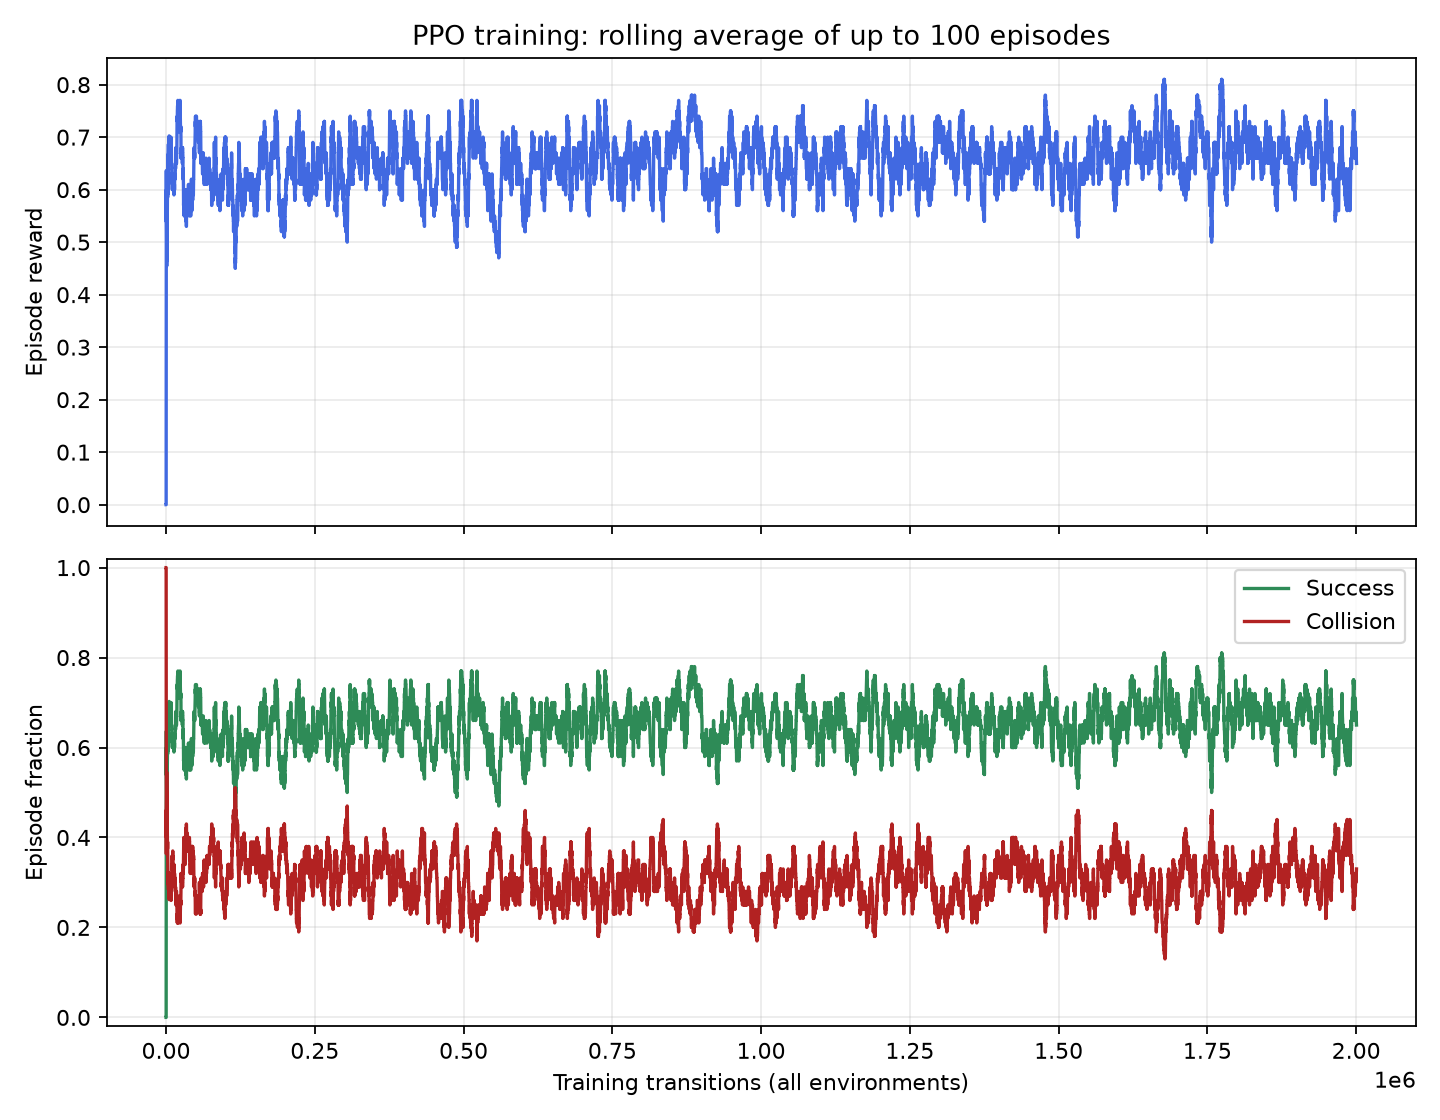 PPO training: rolling average of up to 100 episodes
Episode reward
0.8
0.7
0.6
0.5
0.4
0.3
0.2
0.1
0.0
Episode fraction
1.0
0.8
0.6
0.4
0.2
0.0
Success
Collision
0.00 0.25 0.50 0.75 1.00 1.25 1.50 1.75 2.00
1e6
Training transitions (all environments)